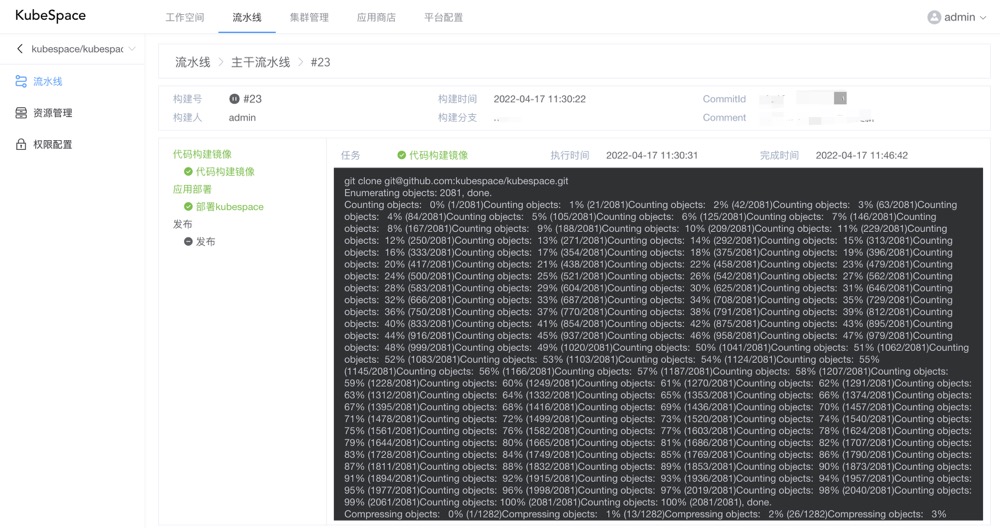 KubeSpace
工作空间
流水线
集群管理
应用商店
平台配置
admin
kubespace/kubespac
流水线
资源管理
权限配置
流水线 > 主干流水线 > #23
构建号 #23 构建时间 2022-04-17 11:30:22 CommitId
构建人 admin 构建分支 Comment
代码构建镜像
代码构建镜像
应用部署
部署kubespace
发布
发布
任务 代码构建镜像 执行时间 2022-04-17 11:30:31 完成时间 2022-04-17 11:46:42
git clone git@github.com:kubespace/kubespace.git
Enumerating objects: 2081, done.
Counting objects: 0% (1/2081)Counting objects: 1% (21/2081)Counting objects: 2% (42/2081)Counting objects: 3% (63/2081)Counting
objects: 4% (84/2081)Counting objects: 5% (105/2081)Counting objects: 6% (125/2081)Counting objects: 7% (146/2081)Counting
objects: 8% (167/2081)Counting objects: 9% (188/2081)Counting objects: 10% (209/2081)Counting objects: 11% (229/2081)Counting
objects: 12% (250/2081)Counting objects: 13% (271/2081)Counting objects: 14% (292/2081)Counting objects: 15% (313/2081)Counting
objects: 16% (333/2081)Counting objects: 17% (354/2081)Counting objects: 18% (375/2081)Counting objects: 19% (396/2081)Counting
objects: 20% (417/2081)Counting objects: 21% (438/2081)Counting objects: 22% (458/2081)Counting objects: 23% (479/2081)Counting
objects: 24% (500/2081)Counting objects: 25% (521/2081)Counting objects: 26% (542/2081)Counting objects: 27% (562/2081)Counting
objects: 28% (583/2081)Counting objects: 29% (604/2081)Counting objects: 30% (625/2081)Counting objects: 31% (646/2081)Counting
objects: 32% (666/2081)Counting objects: 33% (687/2081)Counting objects: 34% (708/2081)Counting objects: 35% (729/2081)Counting
objects: 36% (750/2081)Counting objects: 37% (770/2081)Counting objects: 38% (791/2081)Counting objects: 39% (812/2081)Counting
objects: 40% (833/2081)Counting objects: 41% (854/2081)Counting objects: 42% (875/2081)Counting objects: 43% (895/2081)Counting
objects: 44% (916/2081)Counting objects: 45% (937/2081)Counting objects: 46% (958/2081)Counting objects: 47% (979/2081)Counting
objects: 48% (999/2081)Counting objects: 49% (1020/2081)Counting objects: 50% (1041/2081)Counting objects: 51% (1062/2081)Counting
objects: 52% (1083/2081)Counting objects: 53% (1103/2081)Counting objects: 54% (1124/2081)Counting objects: 55%
(1145/2081)Counting objects: 56% (1166/2081)Counting objects: 57% (1187/2081)Counting objects: 58% (1207/2081)Counting objects:
59% (1228/2081)Counting objects: 60% (1249/2081)Counting objects: 61% (1270/2081)Counting objects: 62% (1291/2081)Counting objects:
63% (1312/2081)Counting objects: 64% (1332/2081)Counting objects: 65% (1353/2081)Counting objects: 66% (1374/2081)Counting objects:
67% (1395/2081)Counting objects: 68% (1416/2081)Counting objects: 69% (1436/2081)Counting objects: 70% (1457/2081)Counting objects:
71% (1478/2081)Counting objects: 72% (1499/2081)Counting objects: 73% (1520/2081)Counting objects: 74% (1540/2081)Counting objects:
75% (1561/2081)Counting objects: 76% (1582/2081)Counting objects: 77% (1603/2081)Counting objects: 78% (1624/2081)Counting objects:
79% (1644/2081)Counting objects: 80% (1665/2081)Counting objects: 81% (1686/2081)Counting objects: 82% (1707/2081)Counting objects:
83% (1728/2081)Counting objects: 84% (1749/2081)Counting objects: 85% (1769/2081)Counting objects: 86% (1790/2081)Counting objects:
87% (1811/2081)Counting objects: 88% (1832/2081)Counting objects: 89% (1853/2081)Counting objects: 90% (1873/2081)Counting objects:
91% (1894/2081)Counting objects: 92% (1915/2081)Counting objects: 93% (1936/2081)Counting objects: 94% (1957/2081)Counting objects:
95% (1977/2081)Counting objects: 96% (1998/2081)Counting objects: 97% (2019/2081)Counting objects: 98% (2040/2081)Counting objects:
99% (2061/2081)Counting objects: 100% (2081/2081)Counting objects: 100% (2081/2081), done.
Compressing objects: 0% (1/1282)Compressing objects: 1% (13/1282)Compressing objects: 2% (26/1282)Compressing objects: 3%